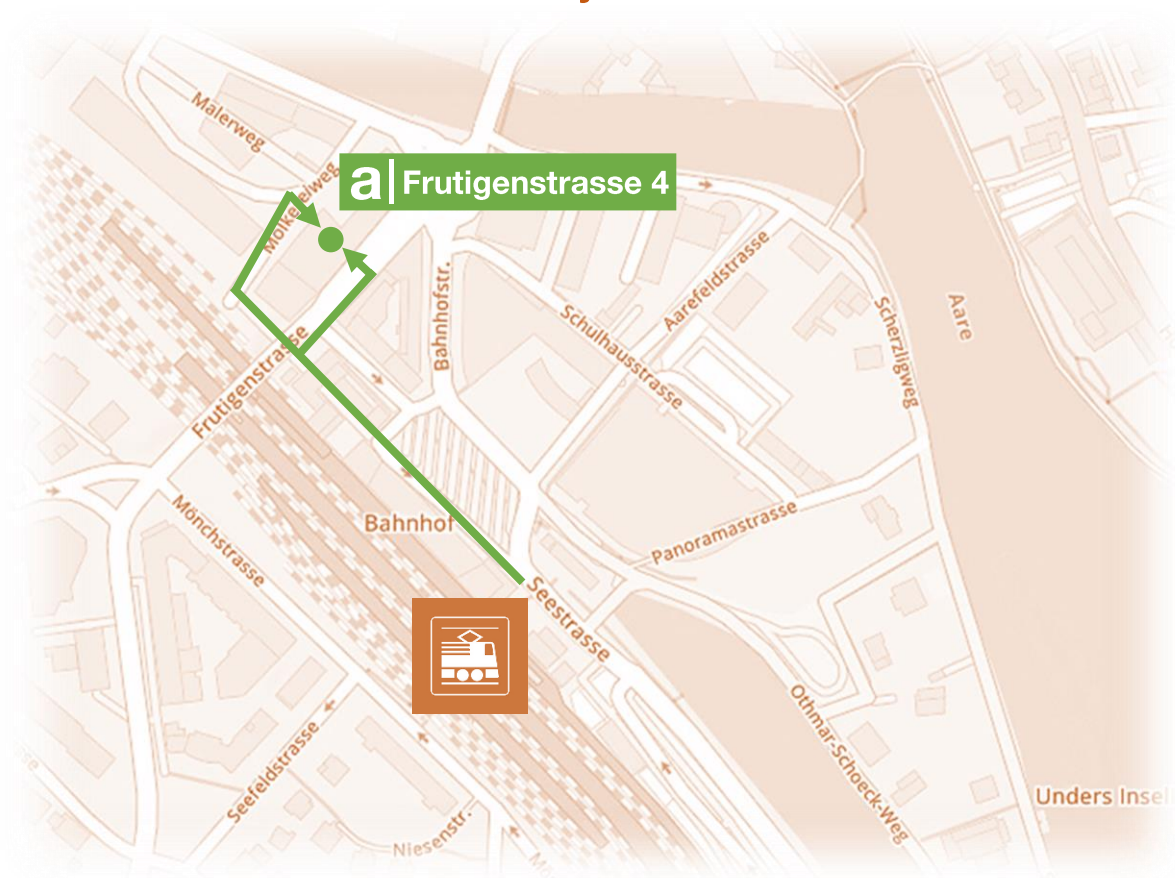 Malerweg
Molkereiweg
a| Frutigenstrasse 4
Bahnhofstr.
Aarefeldstrasse
Schulhausstrasse
Scherzligweg
Aare
Frutigenstrasse
Mönchstrasse
Bahnhof
Panoramastrasse
Seestrasse
Othmar-Schoeck-Weg
Seefeldstrasse
Unders Insel
Niesenstr.